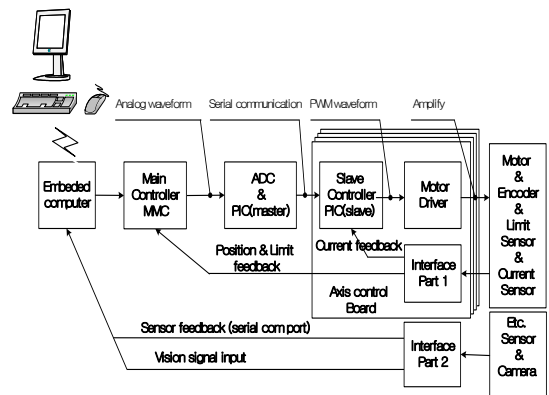 Analog waveform
Serial communication
PWM waveform
Amplify
Embeded
computer
Main
Controller
MMC
ADC
&
PIC(master)
Slave
Controller
PIC(slave)
Motor
Driver
Motor
&
Encoder
&
Limit
Sensor
&
Current
Sensor
Current feedback
Position & Limit
feedback
Interface
Part 1
Axis control
Board
Sensor feedback (serial com port)
Vision signal input
Interface
Part 2
Etc.
Sensor
&
Camera